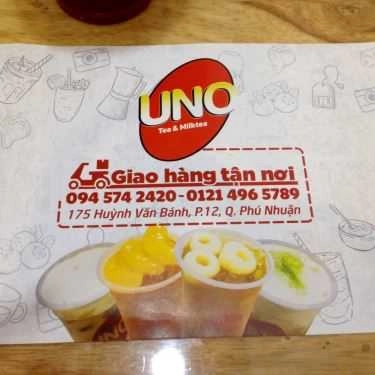 UNO
Tea & Milktea
Giao hàng tận nơi
094 574 2420 - 0121 496 5789
175 Huỳnh Văn Bánh, P.12, Q. Phú Nhuận
UNO